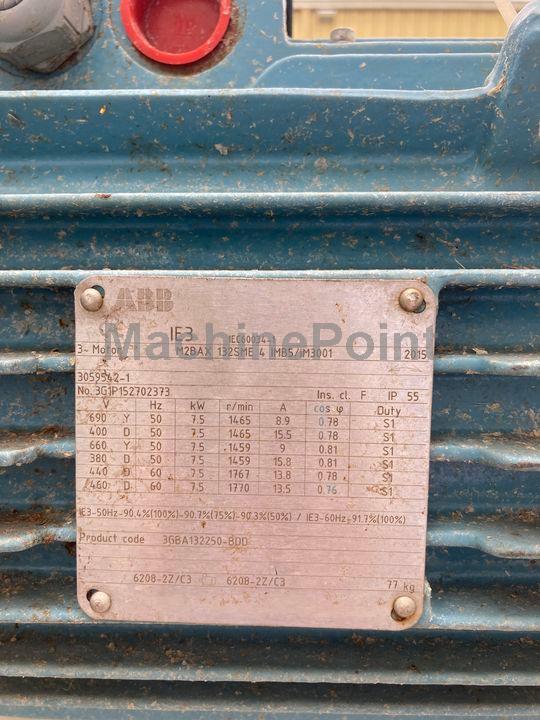 ABB
IE3 IEC60034-1
3~ Motor M2BAX 132SME 4 IMB5/IM3001 2015
MachinePoint
3059542-1
No. 3G1P152702373 Ins. cl. F IP 55
V Hz kW r/min A cos φ Duty
690 Y 50 7.5 1465 8.9 0.78 S1
400 D 50 7.5 1465 15.5 0.78 S1
660 Y 50 7.5 1459 9 0.81 S1
380 D 50 7.5 1459 15.8 0.81 S1
440 D 60 7.5 1767 13.8 0.78 S1
460 D 60 7.5 1770 13.5 0.76 S1
IE3-50Hz-90.4%(100%)-90.7%(75%)-90.3%(50%) / IE3-60Hz-91.7%(100%)
Product code 3GBA132250-BDD
6208-2Z/C3 6208-2Z/C3 77 kg